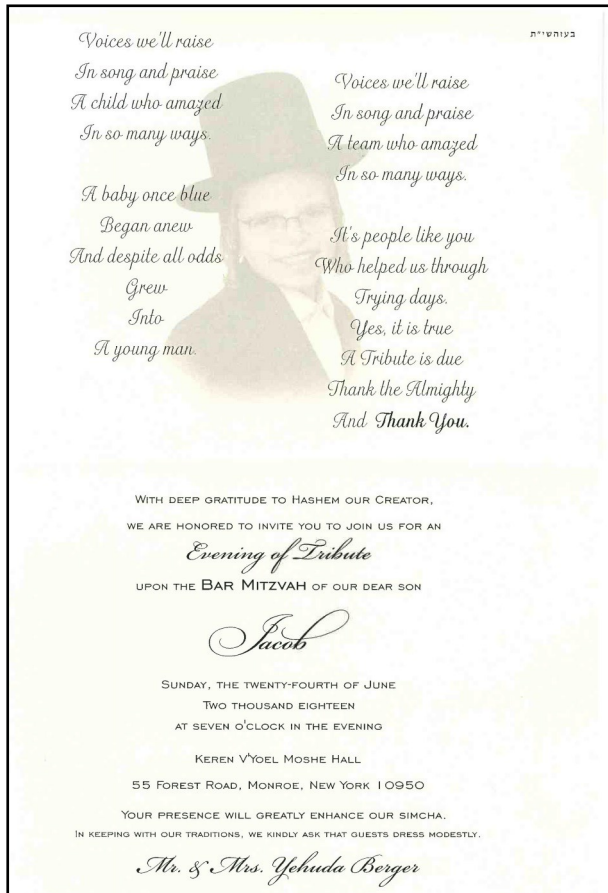 בעזהשי״ת
Voices we'll raise
In song and praise
A child who amazed
In so many ways.
A baby once blue
Began anew
And despite all odds
Grew
Into
A young man.
Voices we'll raise
In song and praise
A team who amazed
In so many ways.
It's people like you
Who helped us through
Trying days.
Yes, it is true
A Tribute is due
Thank the Almighty
And Thank You.
With deep gratitude to Hashem our Creator,
we are honored to invite you to join us for an
Evening of Tribute
upon the Bar Mitzvah of our dear son
Jacob
Sunday, the twenty-fourth of June
Two thousand eighteen
at seven o'clock in the evening
Keren V'Yoel Moshe Hall
55 Forest Road, Monroe, New York 10950
Your presence will greatly enhance our simcha.
In keeping with our traditions, we kindly ask that guests dress modestly.
Mr. & Mrs. Yehuda Berger